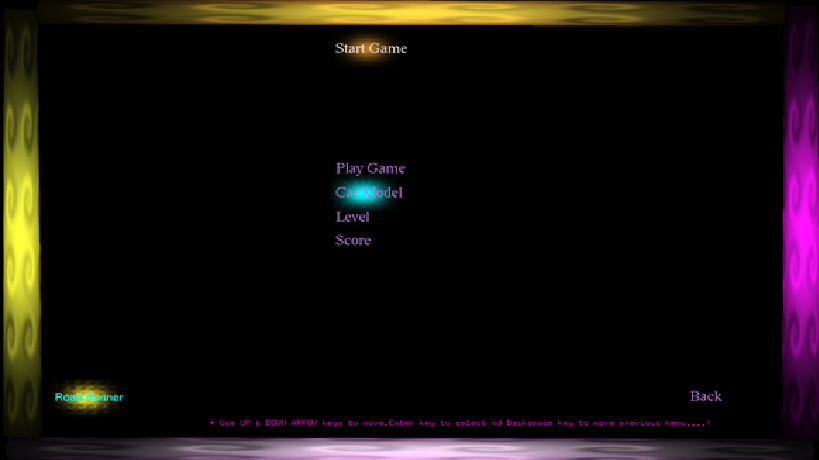 Start Game
Play Game
Car Model
Level
Score
Road Runner
Back
* Use UP & DOWN ARROW keys to move.Enter key to select nd Backspace key to move previous menu....!